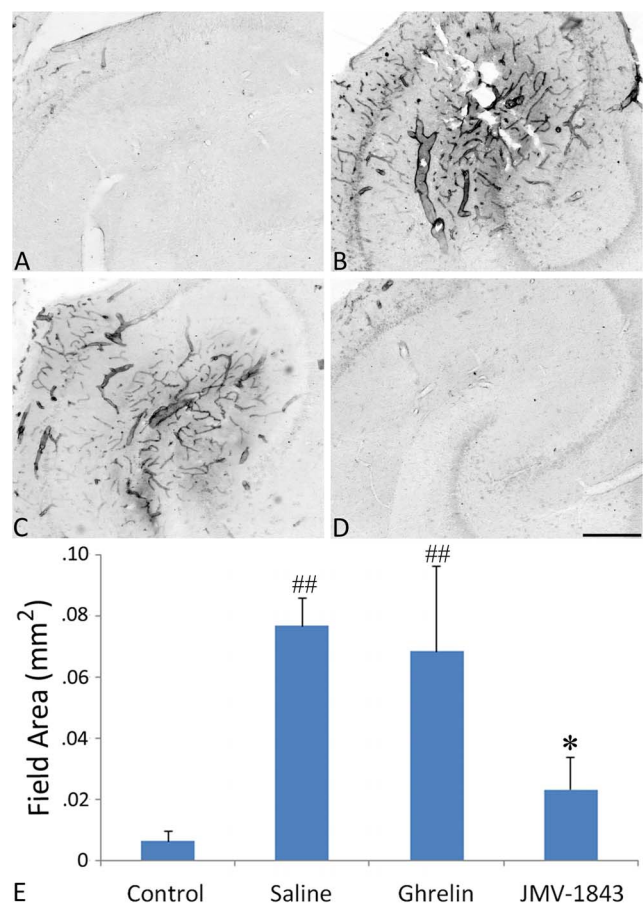 A
B
C
D
##
##
*
.10
.08
.06
.04
.02
0
Field Area (mm²)
Control
Saline
Ghrelin
JMV-1843
E